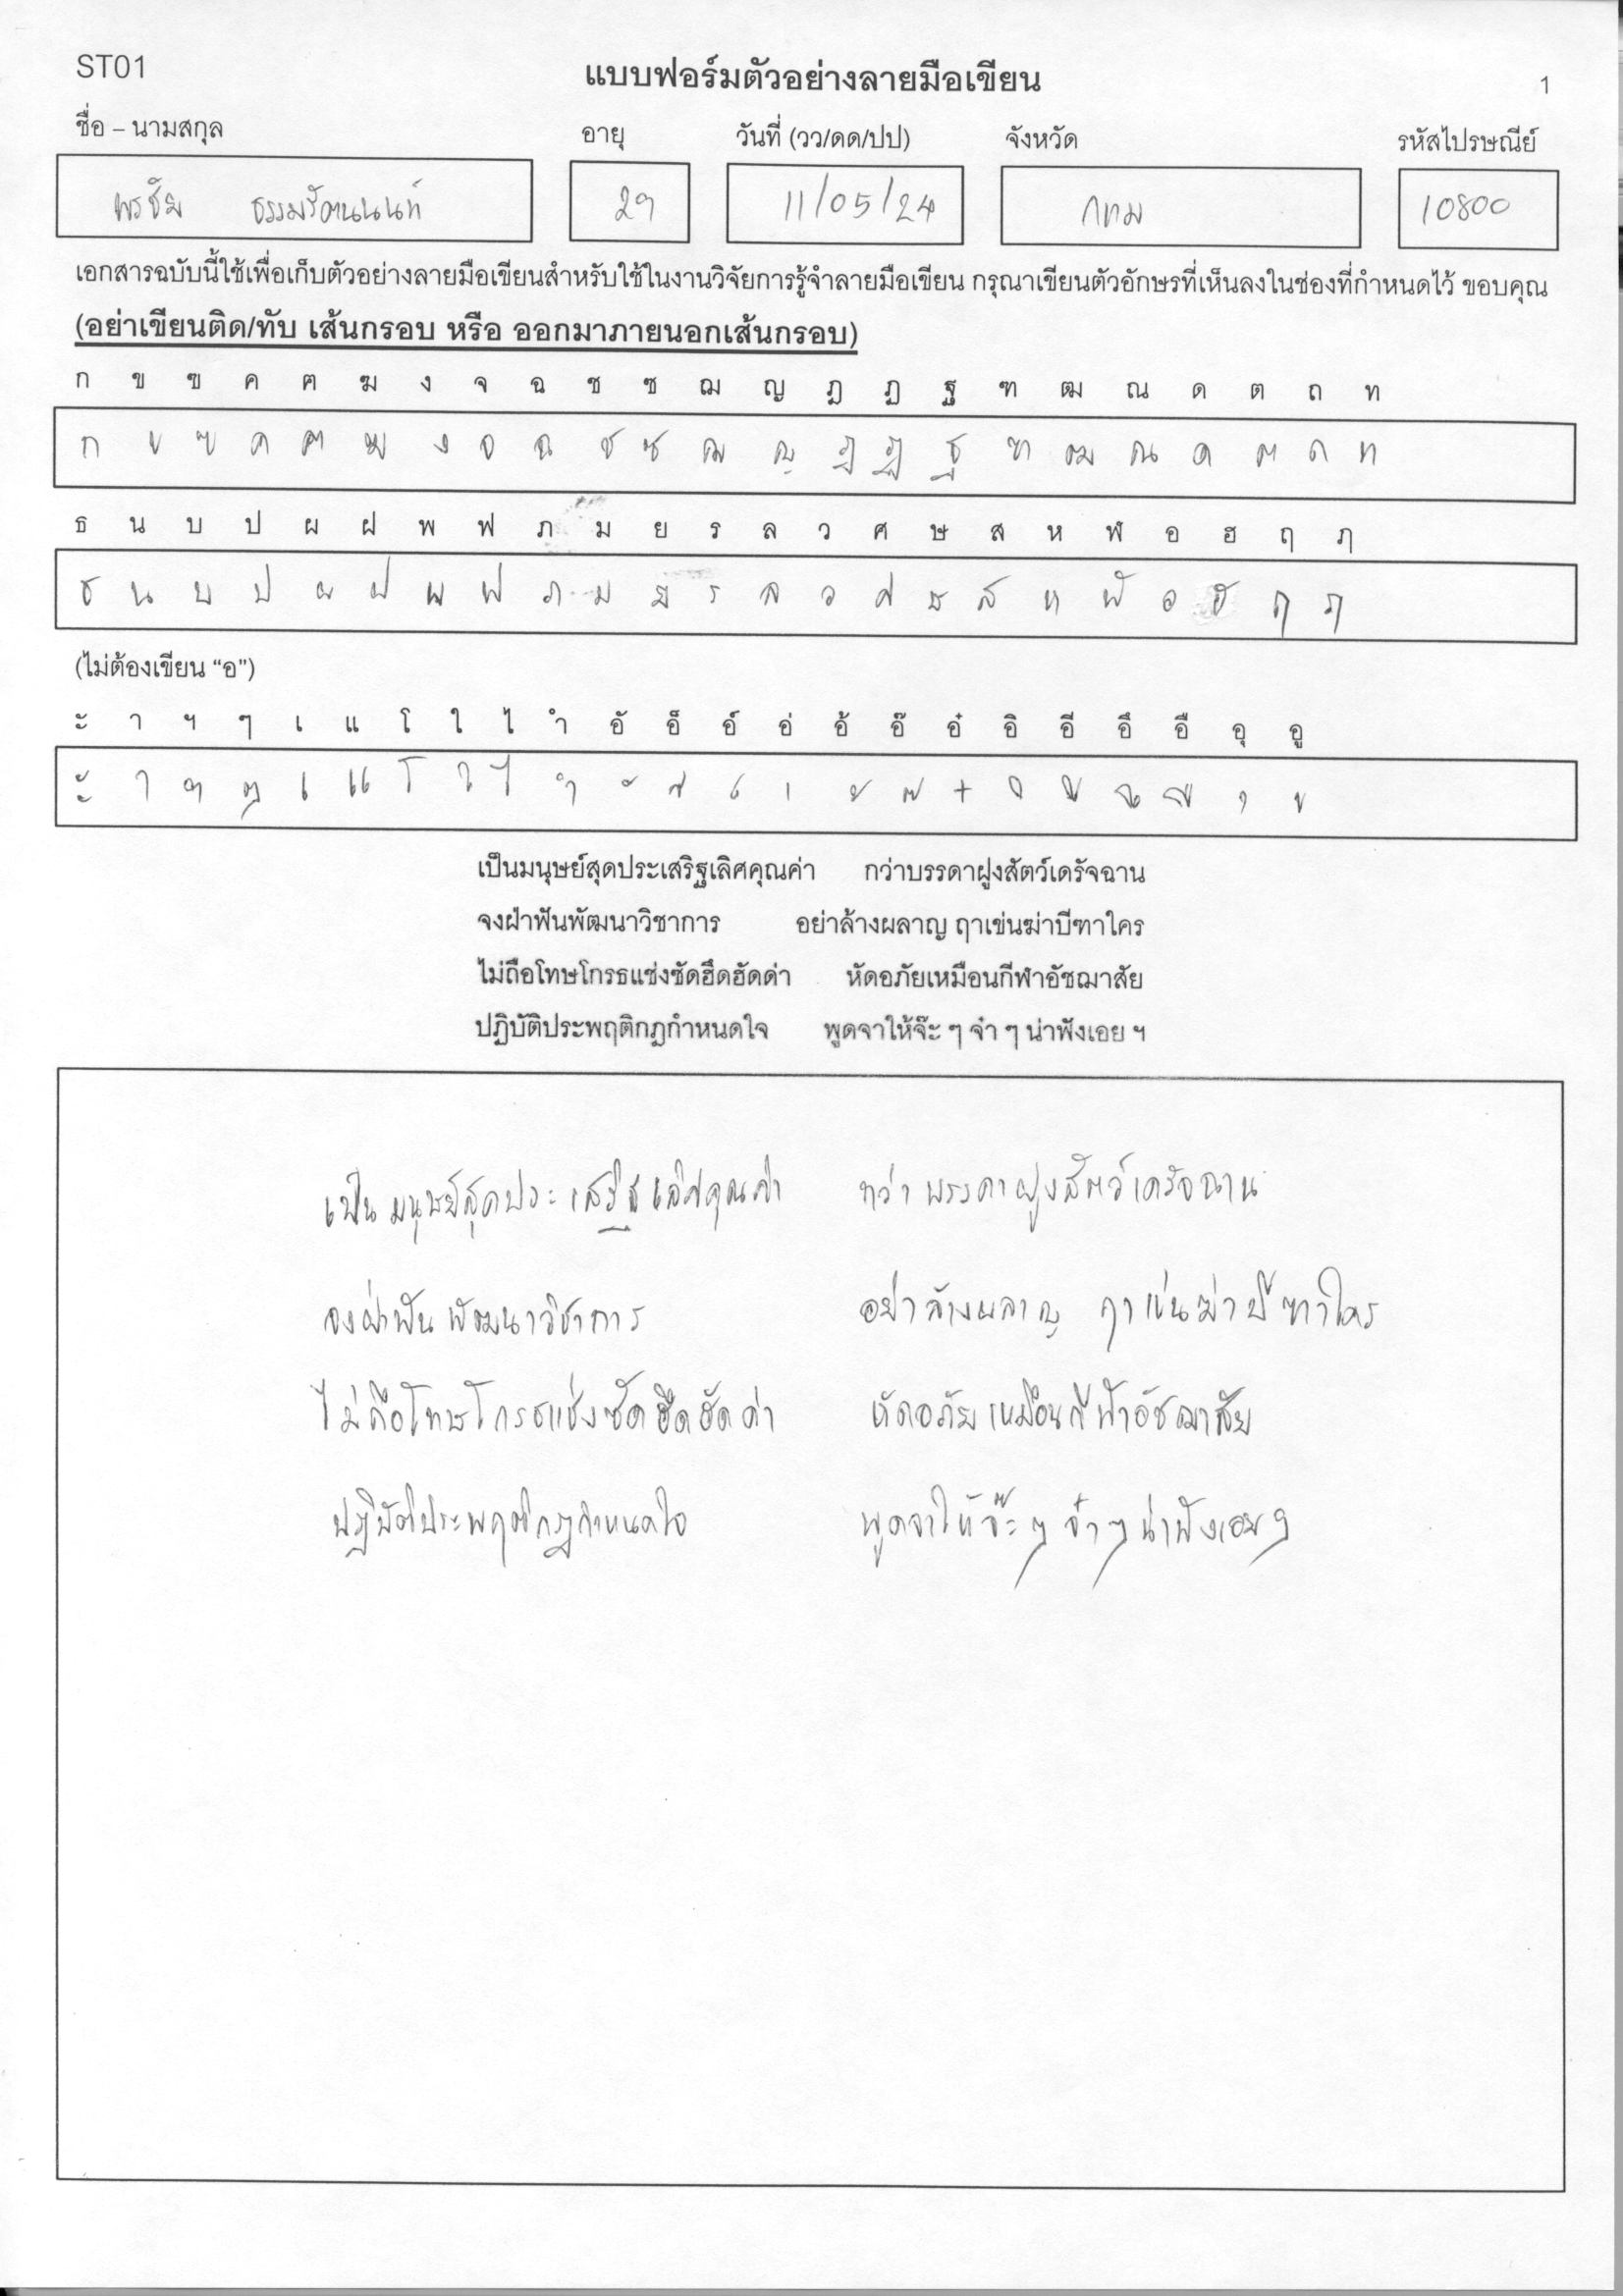 ST01
แบบฟอร์มตัวอย่างลายมือเขียน
1
ชื่อ – นามสกุล อายุ วันที่ (วว/ดด/ปป) จังหวัด รหัสไปรษณีย์
พรชัย ธรรมรัตนนนท์ 29 11/05/24 กทม 10800
เอกสารฉบับนี้ใช้เพื่อเก็บตัวอย่างลายมือเขียนสำหรับใช้ในงานวิจัยการรู้จำลายมือเขียน กรุณาเขียนตัวอักษรที่เห็นลงในช่องที่กำหนดไว้ ขอบคุณ
(อย่าเขียนติด/ทับ เส้นกรอบ หรือ ออกมาภายนอกเส้นกรอบ)
ก ข ฃ ค ฅ ฆ ง จ ฉ ช ซ ฌ ญ ฎ ฏ ฐ ฑ ฒ ณ ด ต ถ ท
ก ข ฃ ค ฅ ฆ ง จ ฉ ช ซ ฌ ญ ฎ ฏ ฐ ฑ ฒ ณ ด ต ถ ท
ธ น บ ป ผ ฝ พ ฟ ภ ม ย ร ล ว ศ ษ ส ห ฬ อ ฮ ฤ ฦ
ธ น บ ป ผ ฝ พ ฟ ภ ม ย ร ล ว ศ ษ ส ห ฬ อ ฮ ฤ ฦ
(ไม่ต้องเขียน “อ”)
ะ า ฯ ๆ เ แ โ ใ ไ ำ อั อ็ อ์ อ่ อ้ อ๊ อ๋ อิ อี อึ อื อุ อู
ะ า ฯ ๆ เ แ โ ใ ไ ำ ั ็ ์ ่ ้ ๊ ๋ ิ ี ึ ื ุ ู
เป็นมนุษย์สุดประเสริฐเลิศคุณค่า กว่าบรรดาฝูงสัตว์เดรัจฉาน
จงฝ่าฟันพัฒนาวิชาการ อย่าล้างผลาญ ฤาเข่นฆ่าบีฑาใคร
ไม่ถือโทษโกรธแช่งซัดฮึดฮัดด่า หัดอภัยเหมือนกีฬาอัชฌาสัย
ปฏิบัติประพฤติกฎกำหนดใจ พูดจาให้จ๊ะ ๆ จ๋า ๆ น่าฟังเอย ฯ
เป็นมนุษย์สุดประเสริฐเลิศคุณค่า กว่าบรรดาฝูงสัตว์เดรัจฉาน
จงฝ่าฟันพัฒนาวิชาการ อย่าล้างผลาญ ฤาเข่นฆ่าบีฑาใคร
ไม่ถือโทษโกรธแช่งซัดฮึดฮัดด่า หัดอภัยเหมือนกีฬาอัชฌาสัย
ปฏิบัติประพฤติกฎกำหนดใจ พูดจาให้จ๊ะ ๆ จ๋า ๆ น่าฟังเอยฯ